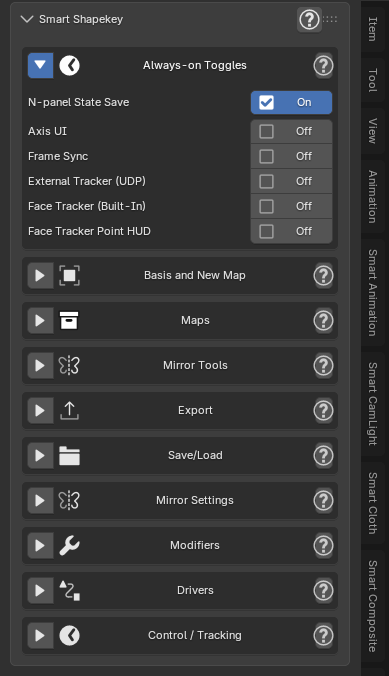 Smart Shapekey
Always-on Toggles
N-panel State Save On
Axis UI Off
Frame Sync Off
External Tracker (UDP) Off
Face Tracker (Built-In) Off
Face Tracker Point HUD Off
Basis and New Map
Maps
Mirror Tools
Export
Save/Load
Mirror Settings
Modifiers
Drivers
Control / Tracking
Item
Tool
View
Animation
Smart Animation
Smart CamLight
Smart Cloth
Smart Composite